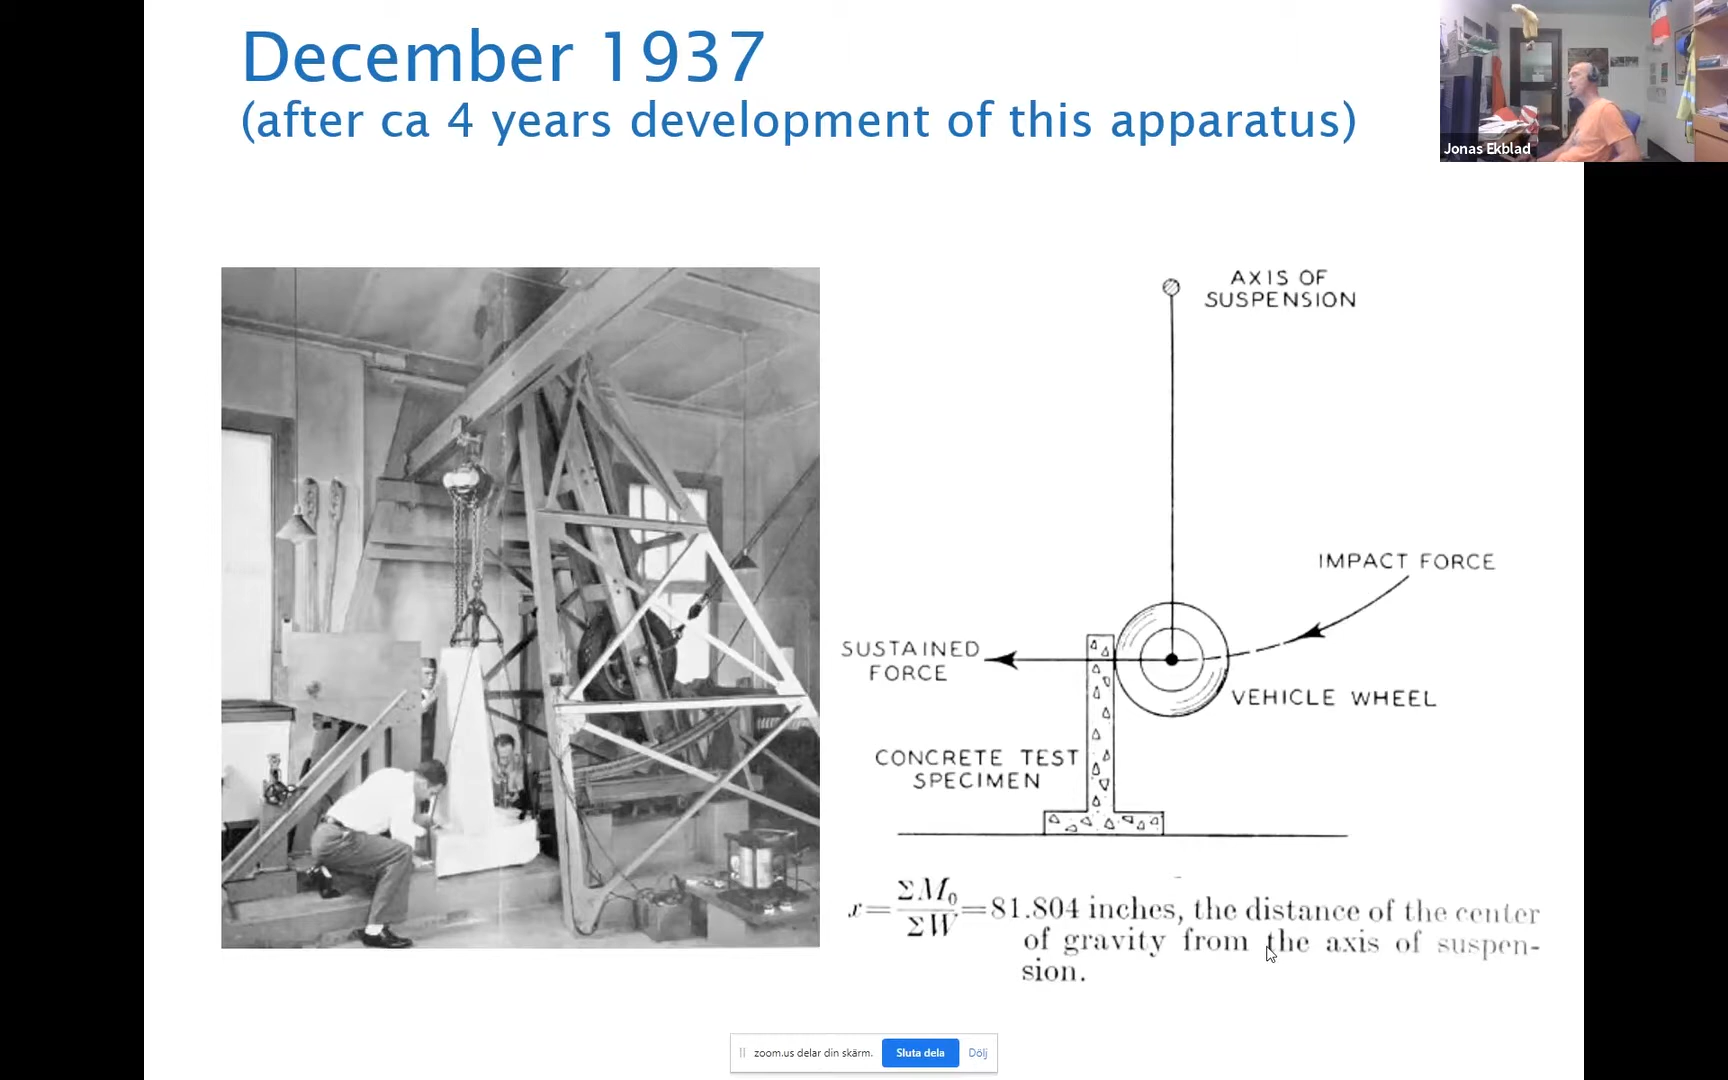 December 1937
(after ca 4 years development of this apparatus)
Jonas Ekblad
AXIS OF
SUSPENSION
IMPACT FORCE
SUSTAINED
FORCE
VEHICLE WHEEL
CONCRETE TEST
SPECIMEN
x=ΣM₀/ΣW=81.804 inches, the distance of the center
of gravity from the axis of suspen-
sion.
zoom.us delar din skärm. Sluta dela Dölj